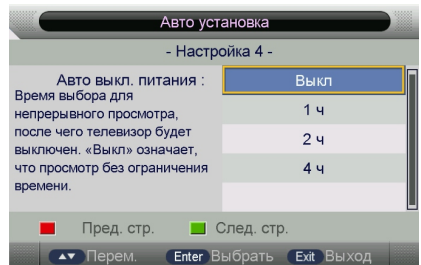 Авто установка
- Настройка 4 -
Авто выкл. питания :
Время выбора для
непрерывного просмотра,
после чего телевизор будет
выключен. «Выкл» означает,
что просмотр без ограничения
времени.
Выкл
1 ч
2 ч
4 ч
Пред. стр. След. стр.
Перем. Enter Выбрать Exit Выход